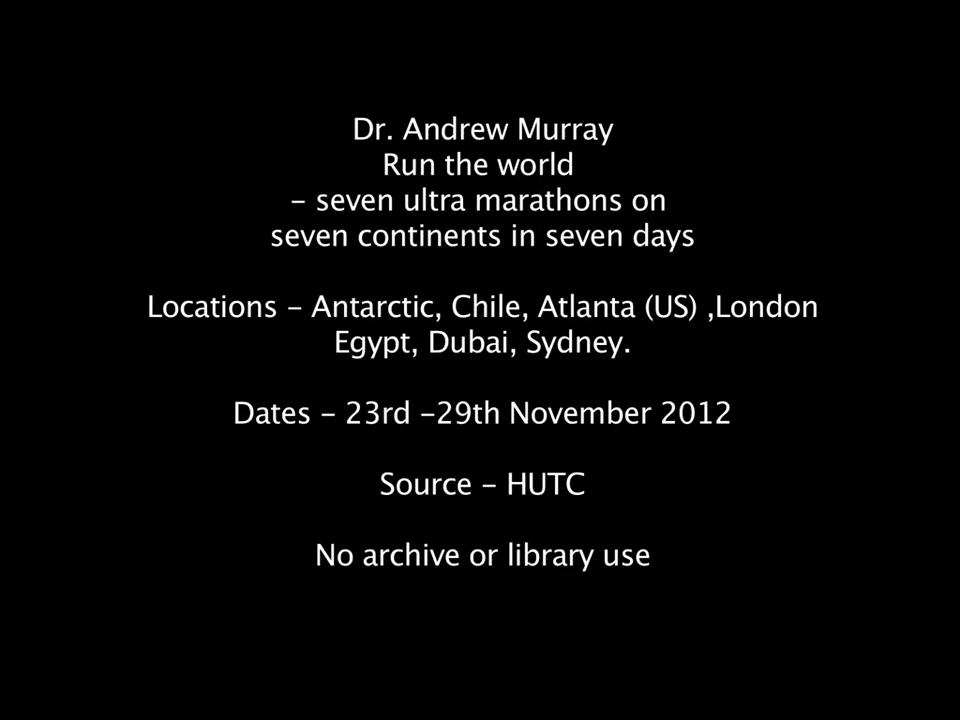 Dr. Andrew Murray
Run the world
- seven ultra marathons on
seven continents in seven days
Locations - Antarctic, Chile, Atlanta (US) ,London
Egypt, Dubai, Sydney.
Dates - 23rd -29th November 2012
Source - HUTC
No archive or library use